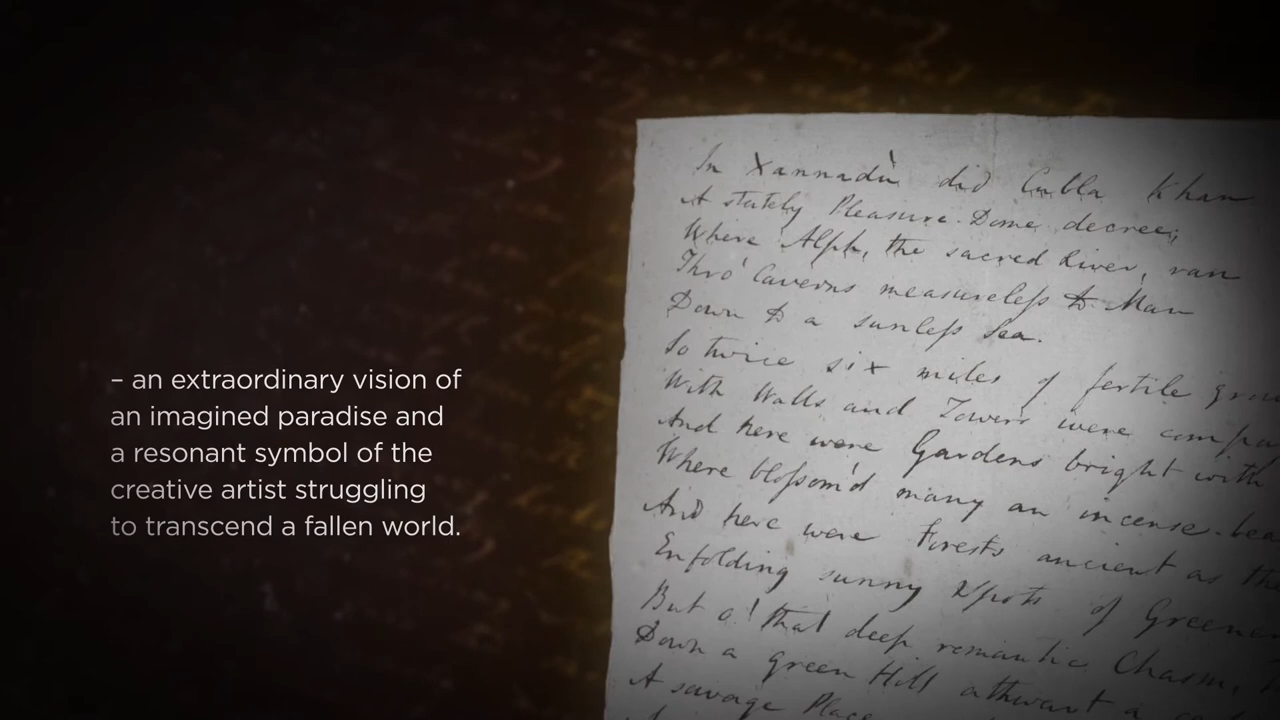 – an extraordinary vision of
an imagined paradise and
a resonant symbol of the
creative artist struggling
to transcend a fallen world.
In Xannadù did Cubla Khan
A stately Pleasure-Dome decree;
Where Alph, the sacred River, ran
Thro' Caverns measureless to Man
Down to a sunless Sea.
So twice six miles of fertile
With Walls and Towers were
And here were Gardens bright with
Where blossom'd many an incense
And here were Forests ancient as
Enfolding sunny Spots of
But o! that deep romantic Chasm,
Down a green Hill athwart a
A savage Place